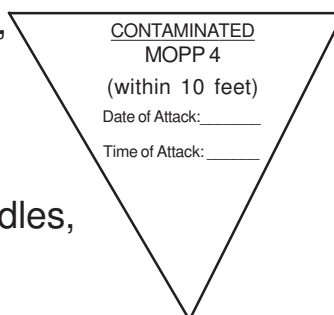 ,
CONTAMINATED
MOPP 4
(within 10 feet)
Date of Attack:_______
Time of Attack:______
dles,